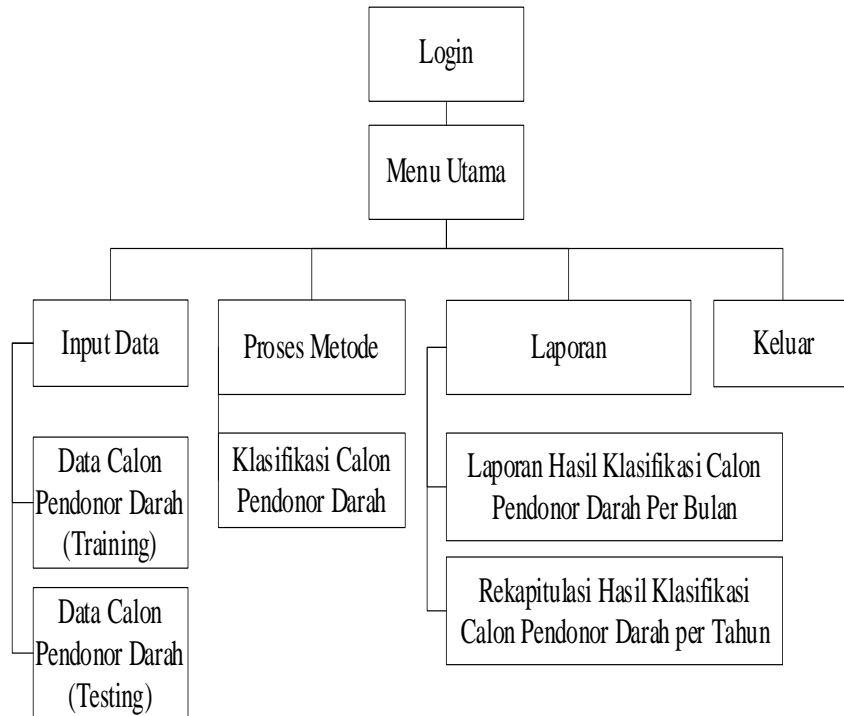 Login
Menu Utama
Input Data
Proses Metode
Laporan
Keluar
Data Calon
Pendonor Darah
(Training)
Klasifikasi Calon
Pendonor Darah
Laporan Hasil Klasifikasi Calon
Pendonor Darah Per Bulan
Data Calon
Pendonor Darah
(Testing)
Rekapitulasi Hasil Klasifikasi
Calon Pendonor Darah per Tahun